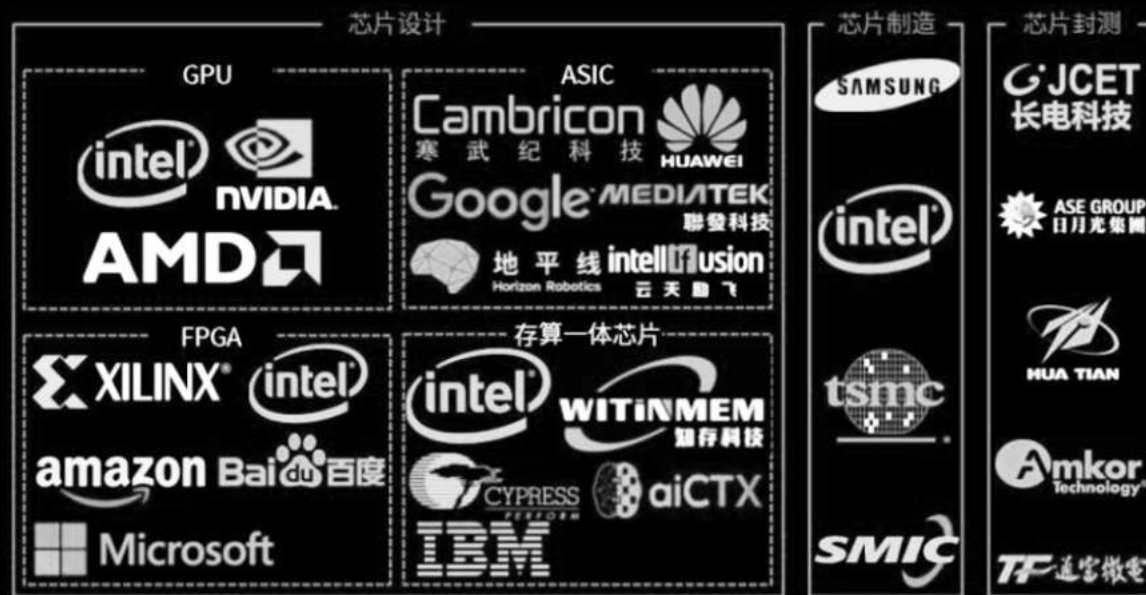 芯片设计
GPU
intel
NVIDIA.
AMD
ASIC
Cambricon
寒武纪科技
HUAWEI
Google
MEDIATEK
聯發科技
地平线
Horizon Robotics
intellifusion
云天励飞
FPGA
XILINX
intel
amazon
Baidu百度
Microsoft
存算一体芯片
intel
WITINMEM
知存科技
CYPRESS
PERFORM
aiCTX
IBM
芯片制造
SAMSUNG
intel
tsmc
SMIC
芯片封测
JCET
长电科技
ASE GROUP
日月光集團
HUA TIAN
Amkor
Technology
TF 通富微電